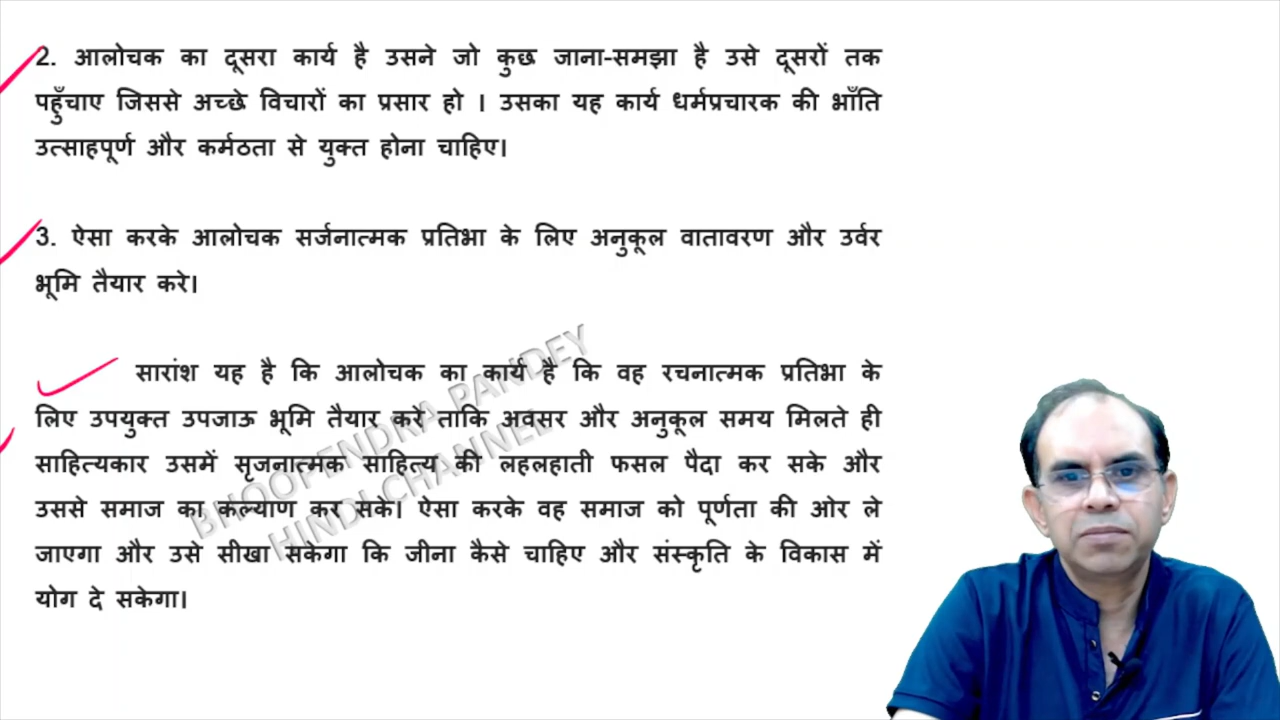 2. आलोचक का दूसरा कार्य है उसने जो कुछ जाना-समझा है उसे दूसरों तक
पहुँचाए जिससे अच्छे विचारों का प्रसार हो । उसका यह कार्य धर्मप्रचारक की भाँति
उत्साहपूर्ण और कर्मठता से युक्त होना चाहिए।
3. ऐसा करके आलोचक सर्जनात्मक प्रतिभा के लिए अनुकूल वातावरण और उर्वर
भूमि तैयार करे।
सारांश यह है कि आलोचक का कार्य है कि वह रचनात्मक प्रतिभा के
लिए उपयुक्त उपजाऊ भूमि तैयार करें ताकि अवसर और अनुकूल समय मिलते ही
साहित्यकार उसमें सृजनात्मक साहित्य की लहलहाती फसल पैदा कर सके और
उससे समाज का कल्याण कर सके। ऐसा करके वह समाज को पूर्णता की ओर ले
जाएगा और उसे सीखा सकेगा कि जीना कैसे चाहिए और संस्कृति के विकास में
योग दे सकेगा।
BHOOPENDRA PANDEY
HINDI CHANNEL